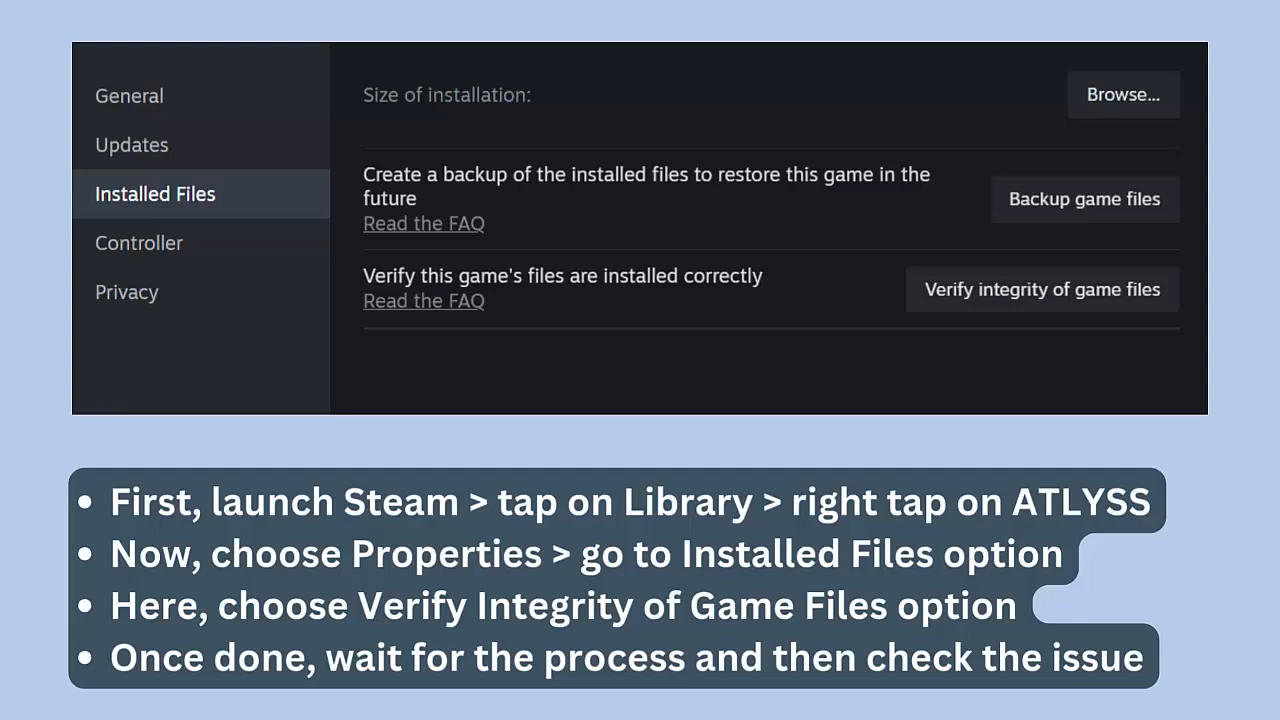 General
Updates
Installed Files
Controller
Privacy
Size of installation:
Browse...
Create a backup of the installed files to restore this game in the
future
Read the FAQ
Backup game files
Verify this game's files are installed correctly
Read the FAQ
Verify integrity of game files
• First, launch Steam > tap on Library > right tap on ATLYSS
• Now, choose Properties > go to Installed Files option
• Here, choose Verify Integrity of Game Files option
• Once done, wait for the process and then check the issue